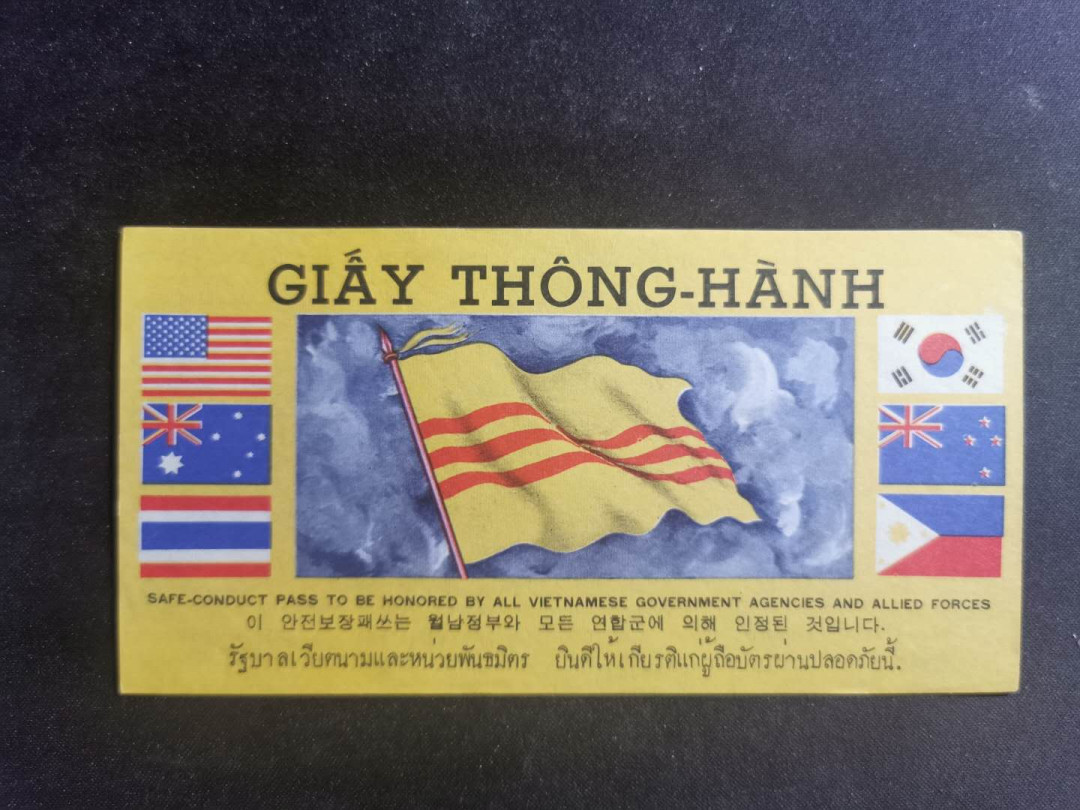 GIẤY THÔNG-HÀNH
SAFE-CONDUCT PASS TO BE HONORED BY ALL VIETNAMESE GOVERNMENT AGENCIES AND ALLIED FORCES
이 안전보장패쓰는 월남정부와 모든 연합군에 의해 인정된 것입니다.
รัฐบาลเวียตนามและหน่วยพันธมิตร ยินดีให้เกียรติแก่ผู้ถือบัตรผ่านปลอดภัยนี้.